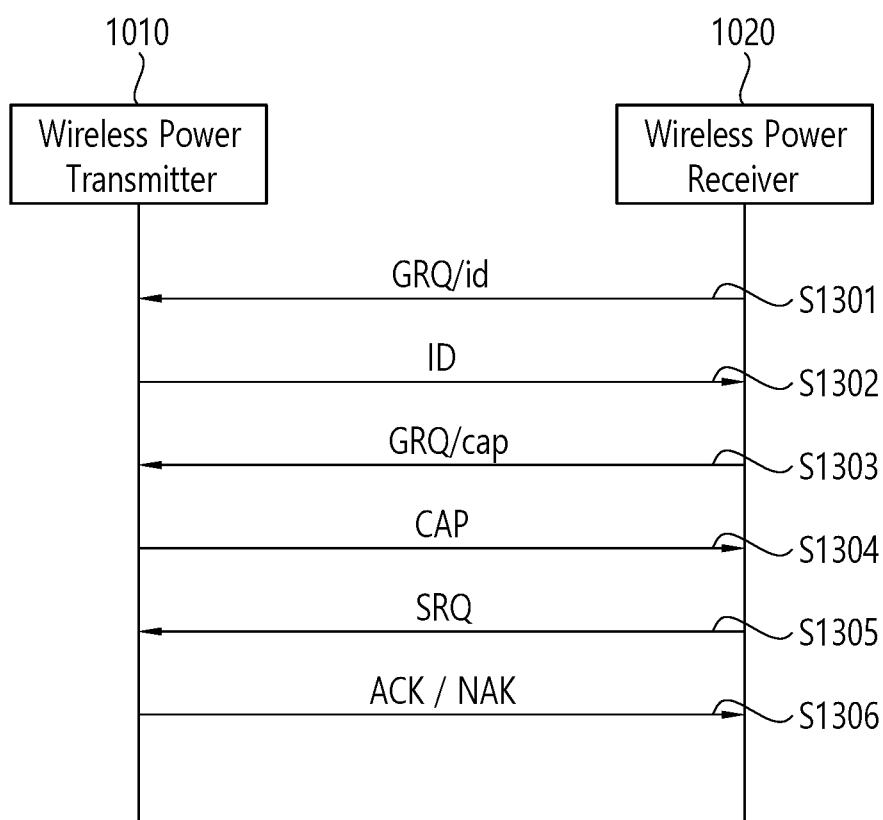 1010
1020
Wireless Power
Transmitter
Wireless Power
Receiver
GRQ/id
S1301
ID
S1302
GRQ/cap
S1303
CAP
S1304
SRQ
S1305
ACK / NAK
S1306